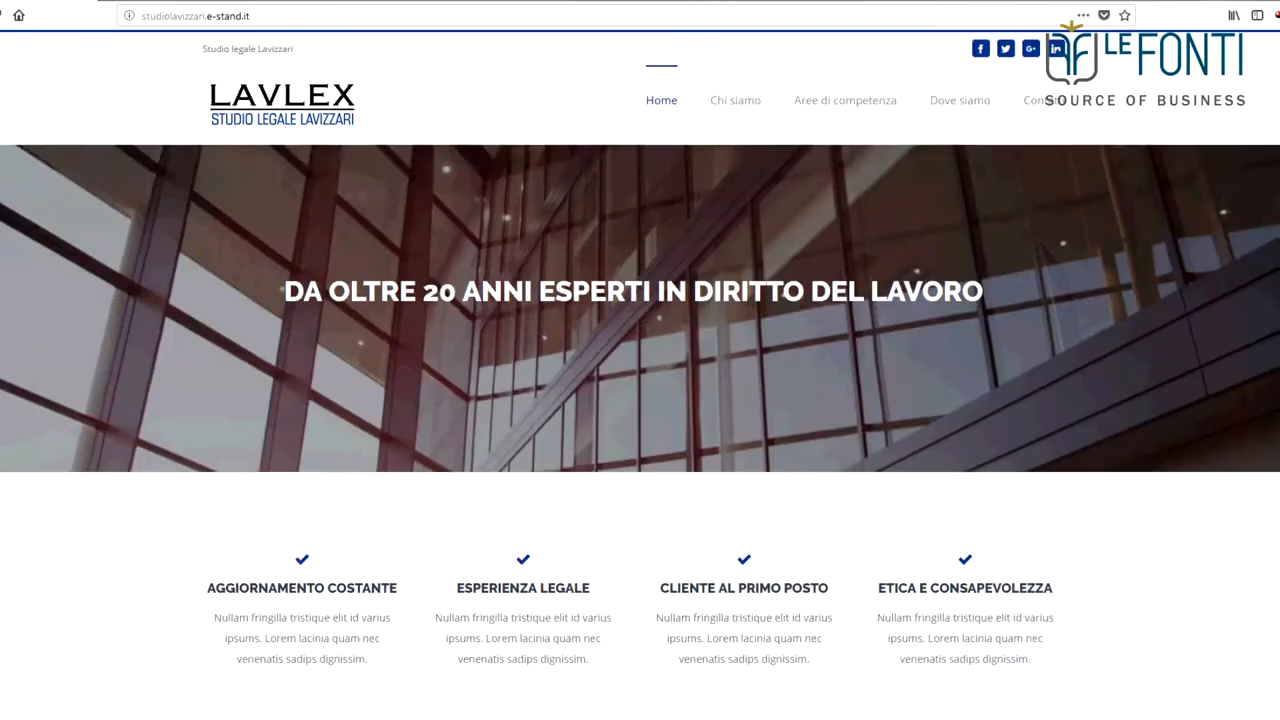 studiolavizzari.e-stand.it
Studio legale Lavizzari
LE FONTI
SOURCE OF BUSINESS
LAVLEX
STUDIO LEGALE LAVIZZARI
Home
Chi siamo
Aree di competenza
Dove siamo
DA OLTRE 20 ANNI ESPERTI IN DIRITTO DEL LAVORO
AGGIORNAMENTO COSTANTE
Nullam fringilla tristique elit id varius
ipsums. Lorem lacinia quam nec
venenatis sadips dignissim.
ESPERIENZA LEGALE
Nullam fringilla tristique elit id varius
ipsums. Lorem lacinia quam nec
venenatis sadips dignissim.
CLIENTE AL PRIMO POSTO
Nullam fringilla tristique elit id varius
ipsums. Lorem lacinia quam nec
venenatis sadips dignissim.
ETICA E CONSAPEVOLEZZA
Nullam fringilla tristique elit id varius
ipsums. Lorem lacinia quam nec
venenatis sadips dignissim.